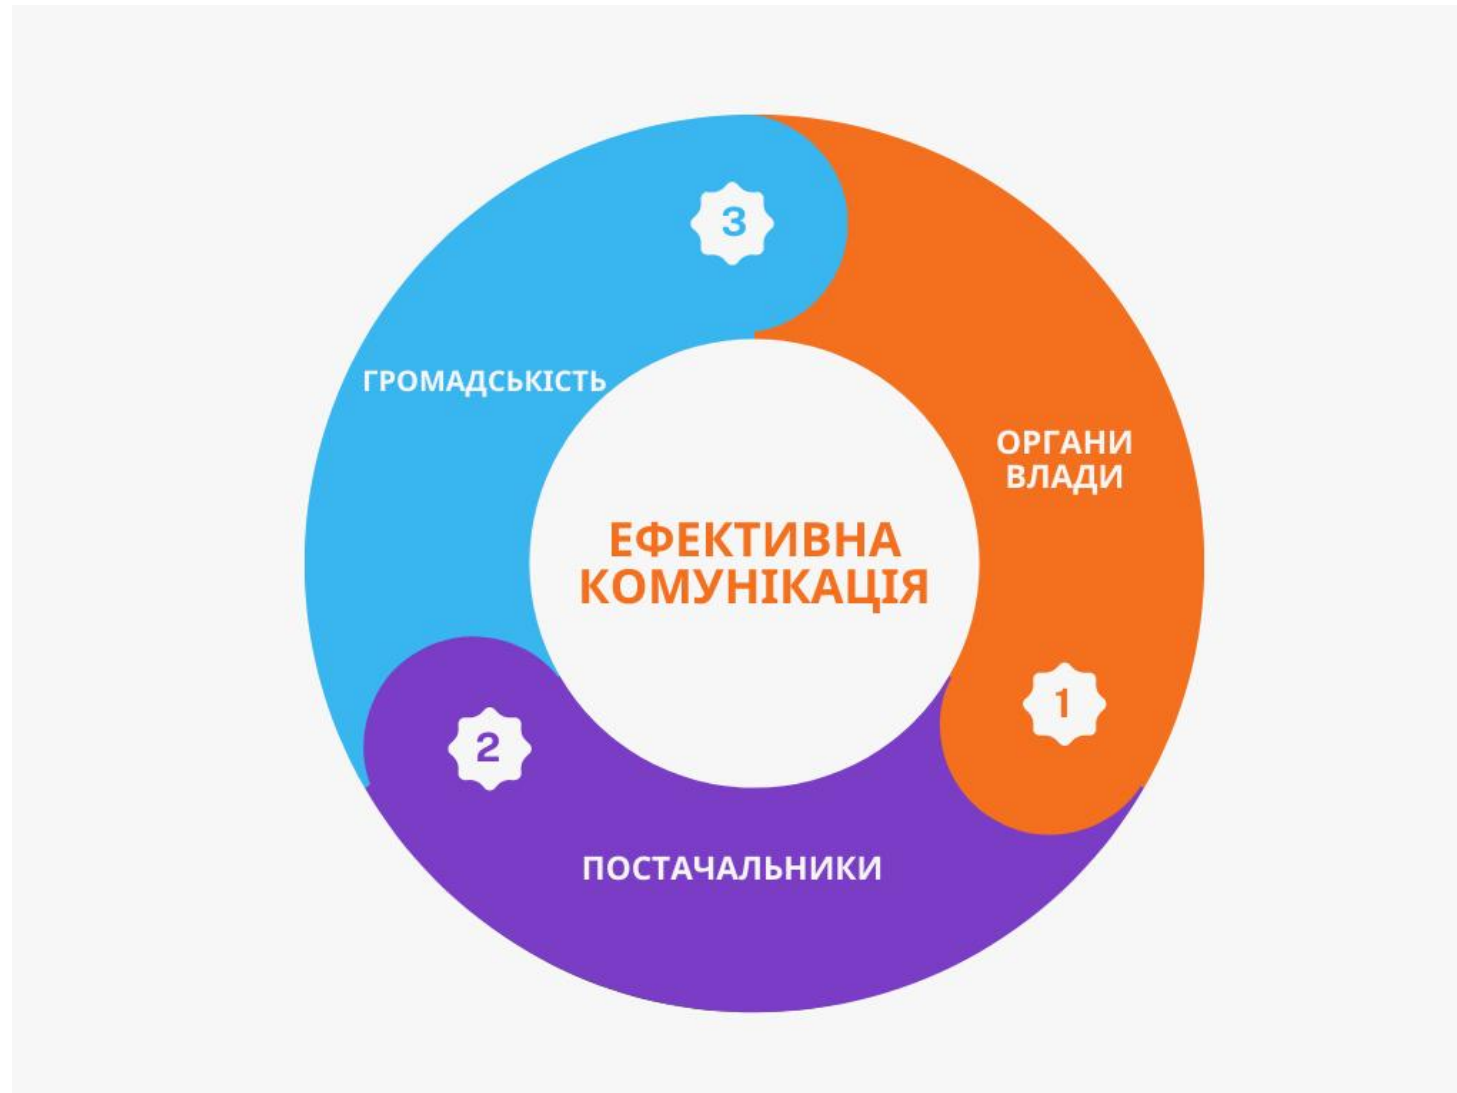 3
ГРОМАДСЬКІСТЬ
ОРГАНИ
ВЛАДИ
ЕФЕКТИВНА
КОМУНІКАЦІЯ
1
2
ПОСТАЧАЛЬНИКИ